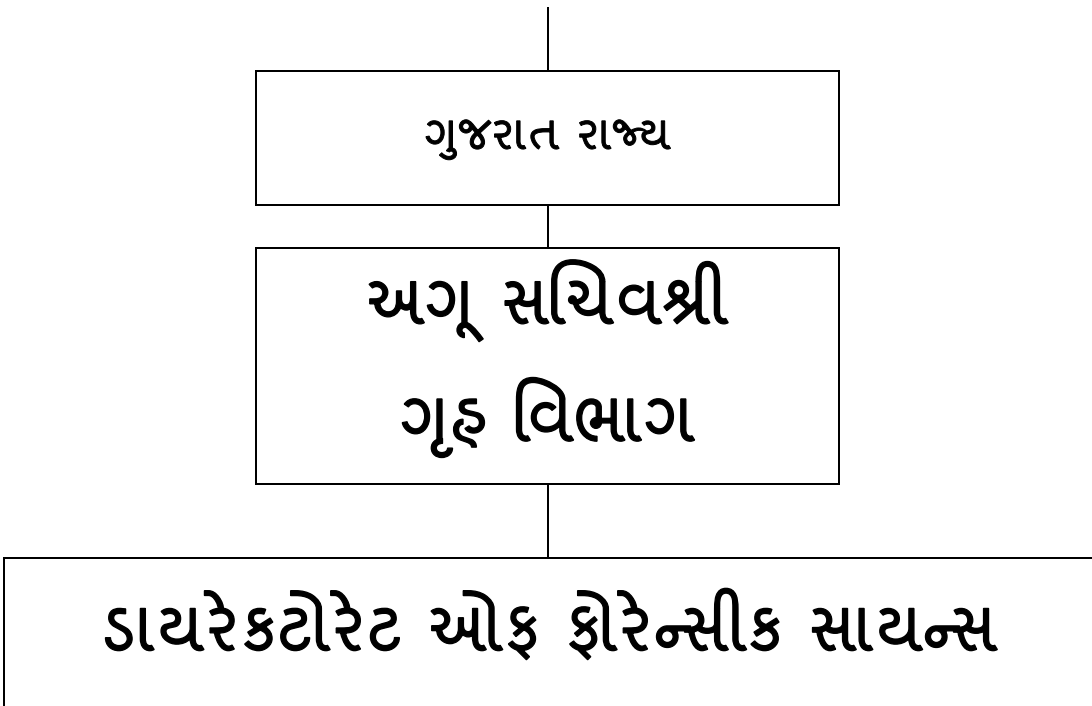 ગુજરાત રાજ્ય
અગૂ સચિવશ્રી
ગૃહ વિભાગ
ડાયરેકટોરેટ ઓફ ફોરેન્સીક સાયન્સ